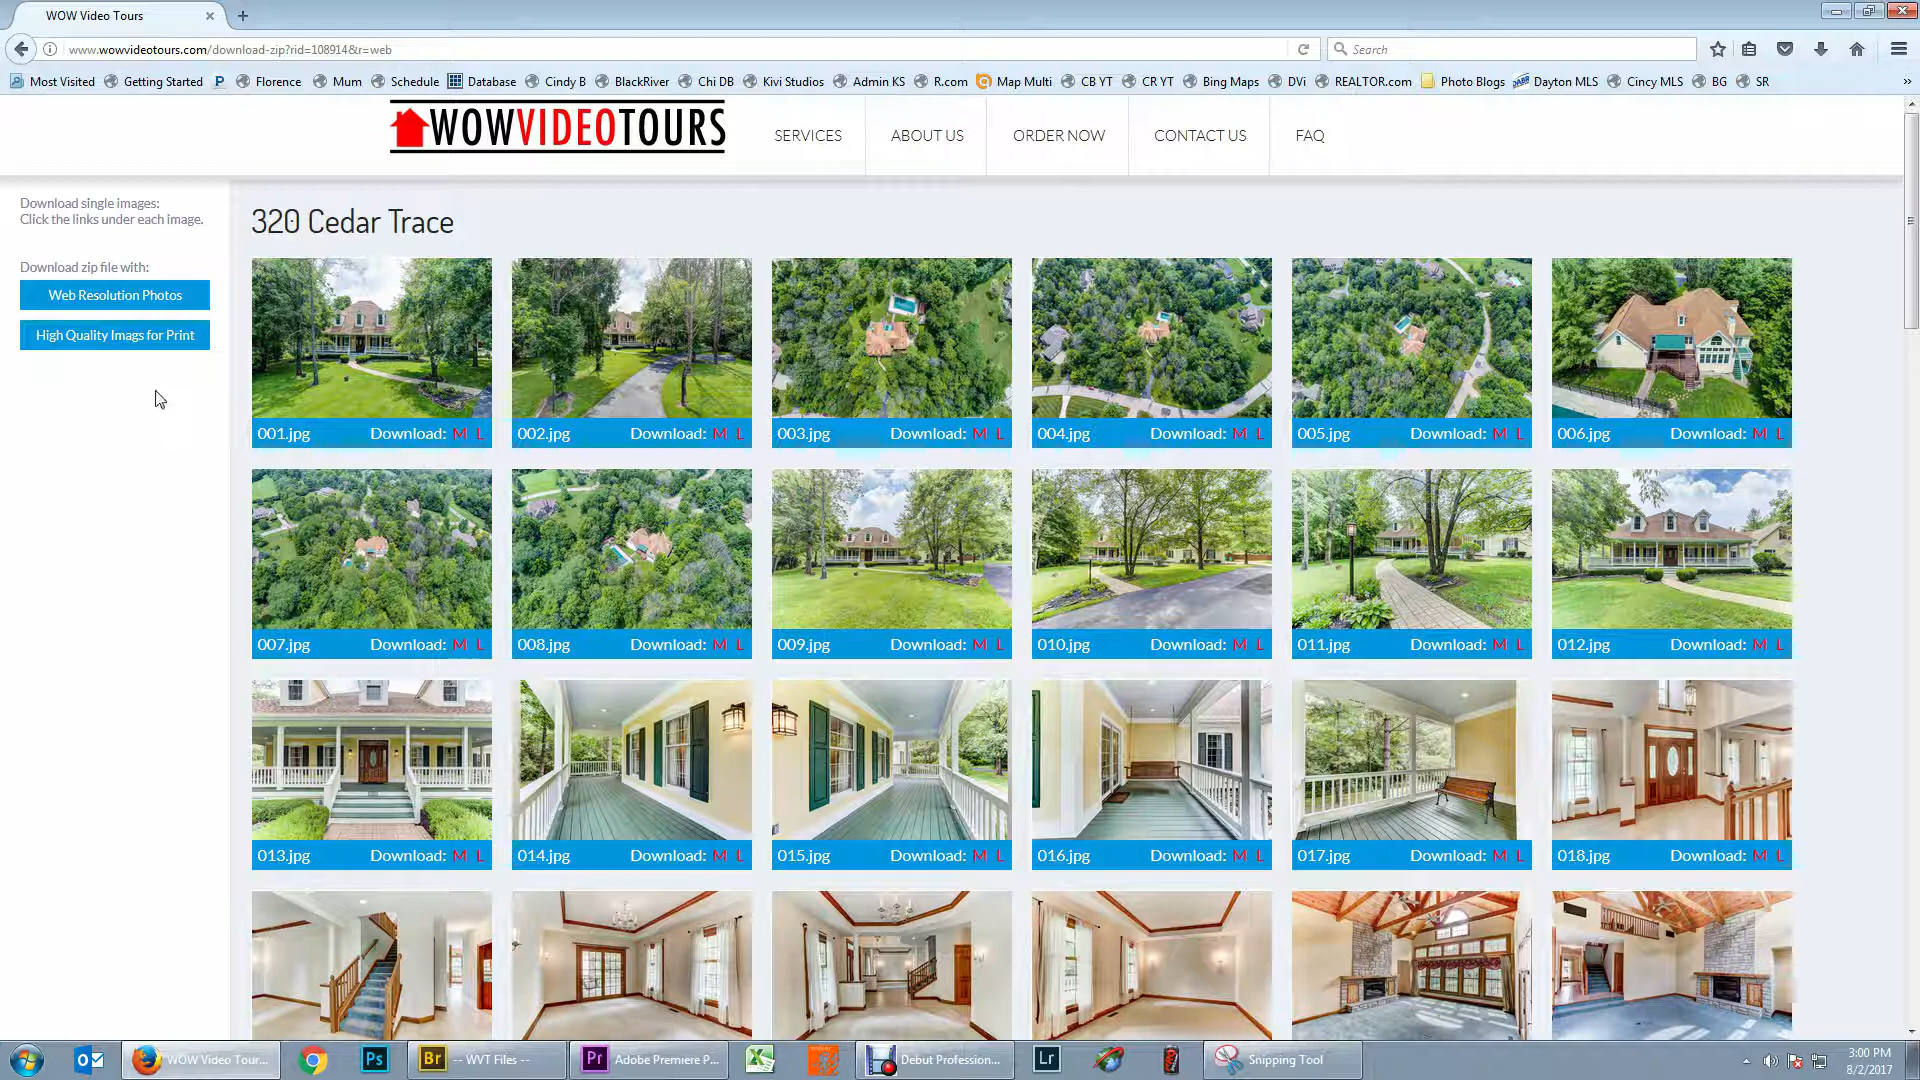 WOW Video Tours
www.wowvideotours.com/download-zip?rid=108914&r=web
Search
Most Visited
Getting Started
Florence
Mum
Schedule
Database
Cindy B
BlackRiver
Chi DB
Kivi Studios
Admin KS
R.com
Map Multi
CB YT
CR YT
Bing Maps
DVi
REALTOR.com
Photo Blogs
Dayton MLS
Cincy MLS
BG
SR
WOWVIDEOTOURS
SERVICES
ABOUT US
ORDER NOW
CONTACT US
FAQ
Download single images:
Click the links under each image.
Download zip file with:
Web Resolution Photos
High Quality Imags for Print
320 Cedar Trace
001.jpg Download: M L
002.jpg Download: M L
003.jpg Download: M L
004.jpg Download: M L
005.jpg Download: M L
006.jpg Download: M L
007.jpg Download: M L
008.jpg Download: M L
009.jpg Download: M L
010.jpg Download: M L
011.jpg Download: M L
012.jpg Download: M L
013.jpg Download: M L
014.jpg Download: M L
015.jpg Download: M L
016.jpg Download: M L
017.jpg Download: M L
018.jpg Download: M L
WOW Video Tour...
Ps
Br
-- WVT Files --
Pr
Adobe Premiere P...
Debut Profession...
Lr
Snipping Tool
3:00 PM
8/2/2017